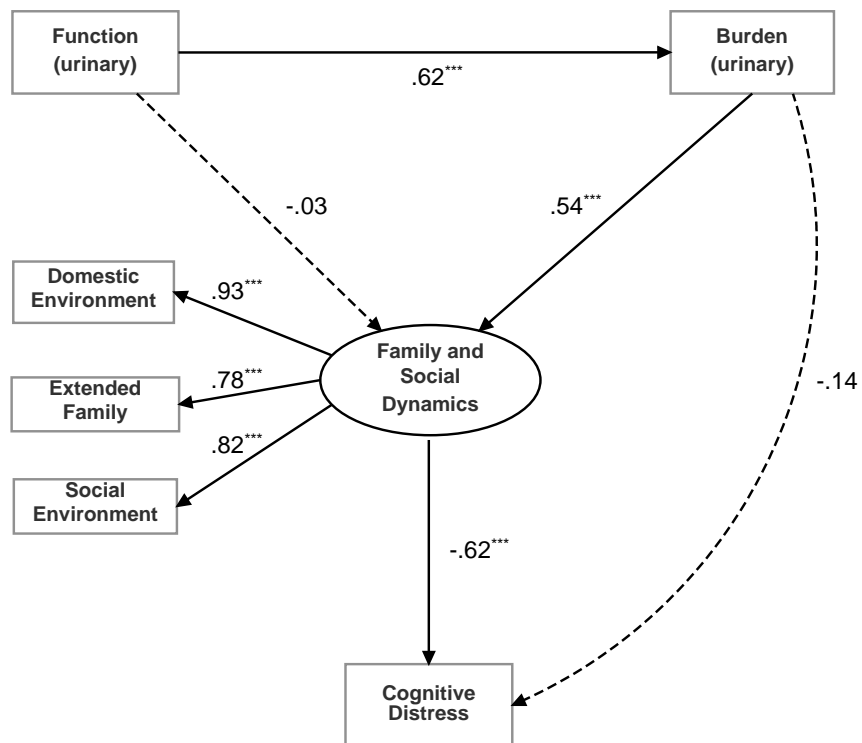 Function
(urinary)
Burden
(urinary)
.62***
-.03
.54***
Domestic
Environment
.93***
Family and
Social
Dynamics
Extended
Family
.78***
-.14
.82***
Social
Environment
-.62***
Cognitive
Distress